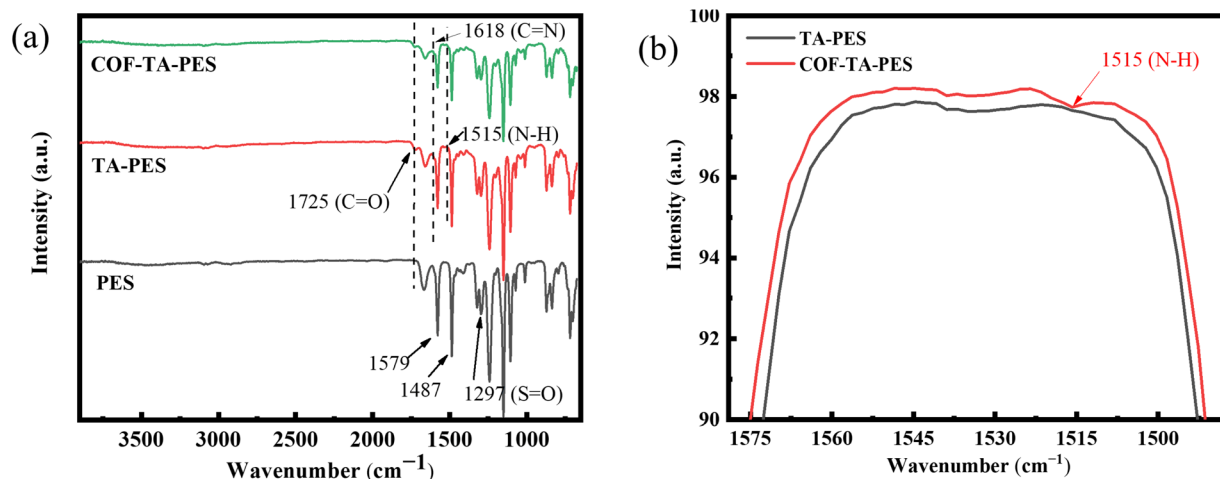 (a)
1618 (C=N)
COF-TA-PES
1515 (N-H)
TA-PES
1725 (C=O)
PES
1579
1487
1297 (S=O)
Intensity (a.u.)
3500 3000 2500 2000 1500 1000
Wavenumber (cm⁻¹)
(b)
100
98
96
94
92
90
TA-PES
COF-TA-PES
1515 (N-H)
Intensity (a.u.)
1575 1560 1545 1530 1515 1500
Wavenumber (cm⁻¹)